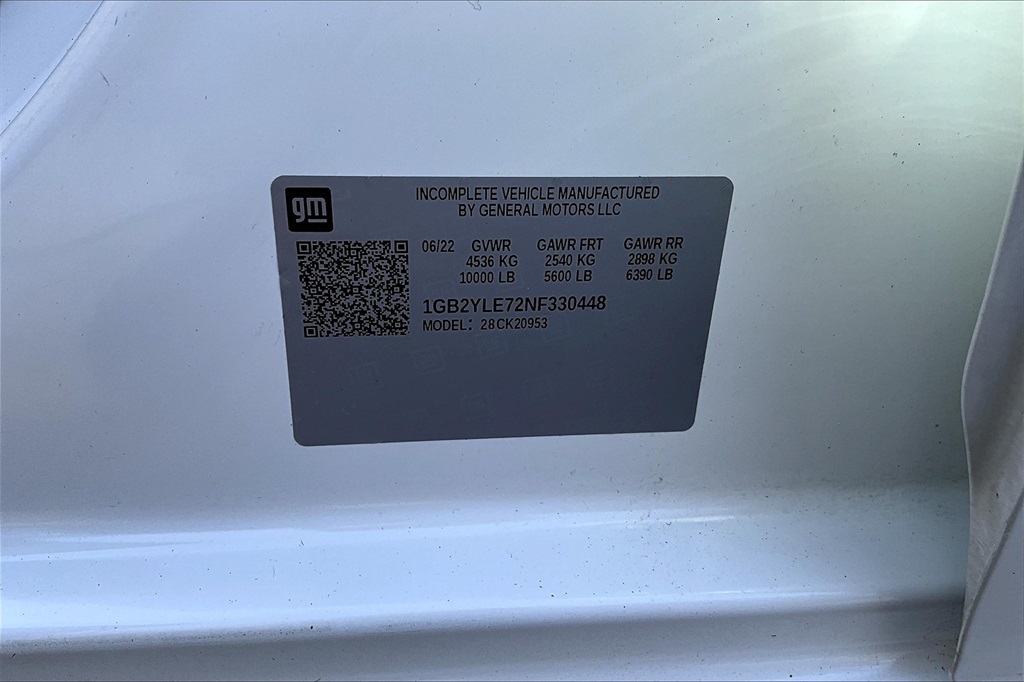 gm
INCOMPLETE VEHICLE MANUFACTURED
BY GENERAL MOTORS LLC
06/22 GVWR GAWR FRT GAWR RR
4536 KG 2540 KG 2898 KG
10000 LB 5600 LB 6390 LB
1GB2YLE72NF330448
MODEL: 28CK20953